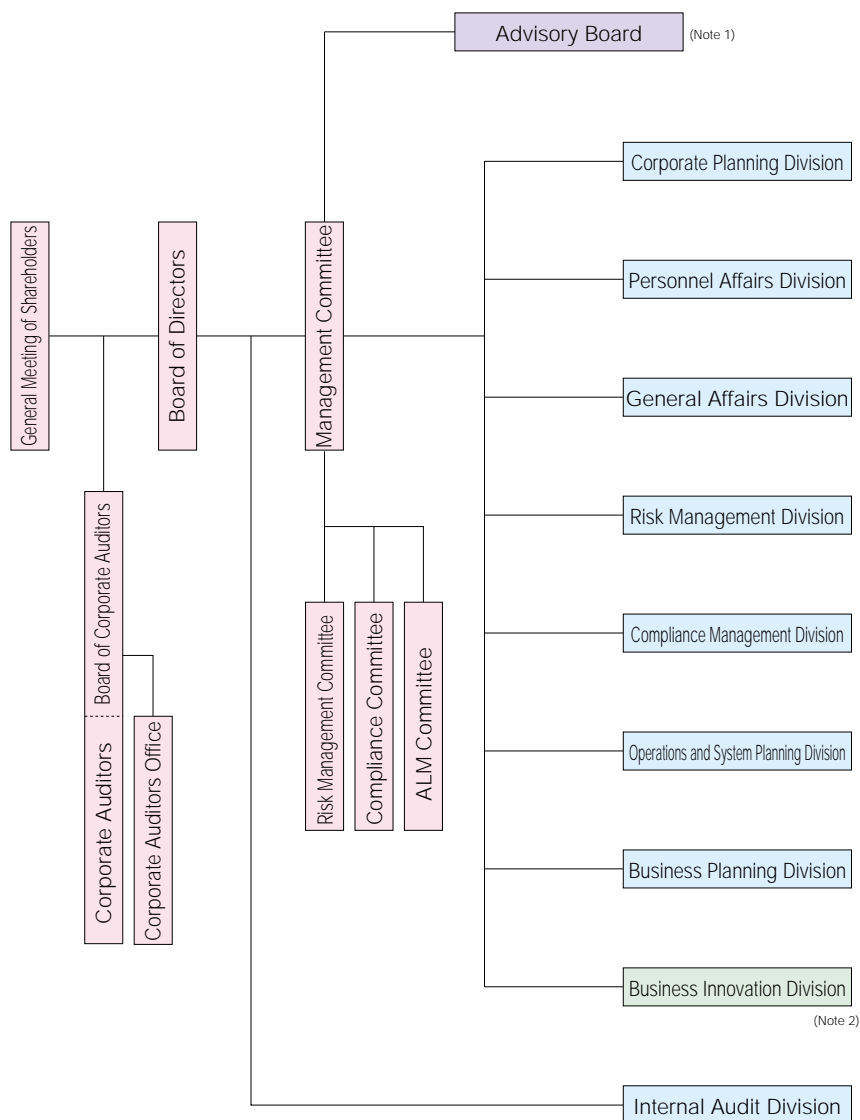 Advisory Board
(Note 1)
Corporate Planning Division
Personnel Affairs Division
General Affairs Division
Risk Management Division
Compliance Management Division
Operations and System Planning Division
Business Planning Division
Business Innovation Division
(Note 2)
Internal Audit Division
General Meeting of Shareholders
Board of Directors
Management Committee
Board of Corporate Auditors
Corporate Auditors
Corporate Auditors Office
Risk Management Committee
Compliance Committee
ALM Committee